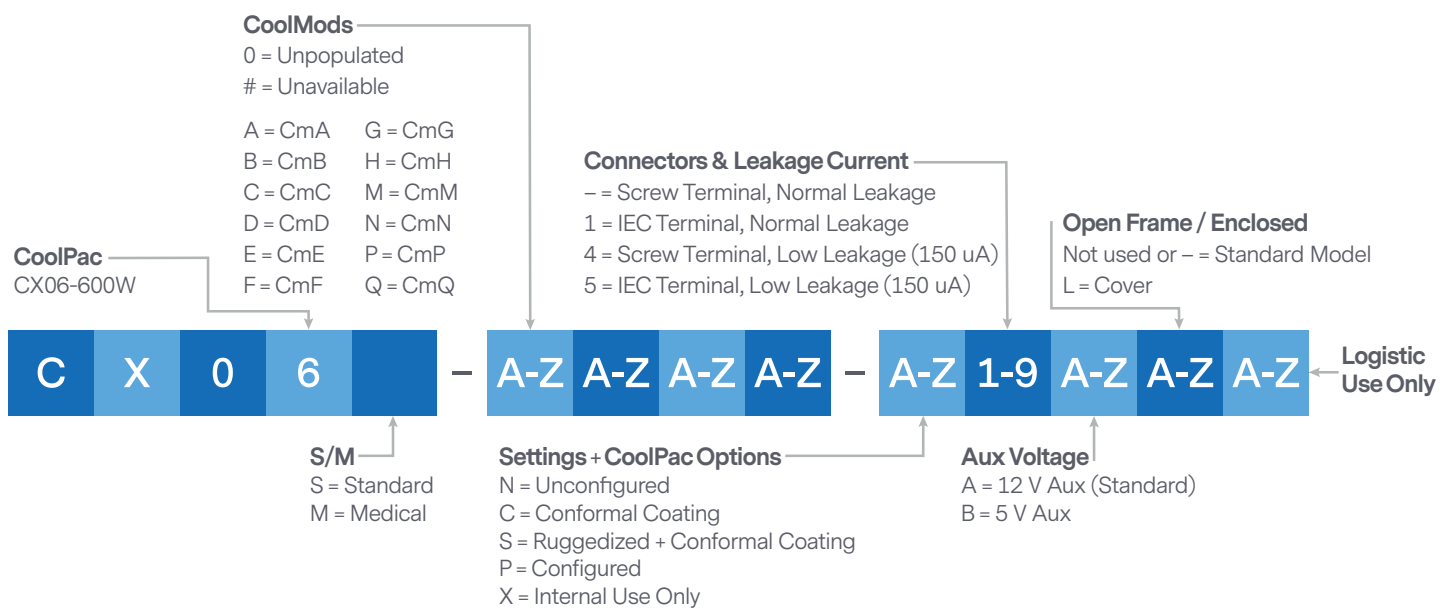 CoolMods
0 = Unpopulated
# = Unavailable
A = CmA G = CmG
B = CmB H = CmH
C = CmC M = CmM
D = CmD N = CmN
E = CmE P = CmP
F = CmF Q = CmQ
CoolPac
CX06-600W
Connectors & Leakage Current
– = Screw Terminal, Normal Leakage
1 = IEC Terminal, Normal Leakage
4 = Screw Terminal, Low Leakage (150 uA)
5 = IEC Terminal, Low Leakage (150 uA)
Open Frame / Enclosed
Not used or – = Standard Model
L = Cover
C X 0 6 – A-Z A-Z A-Z A-Z – A-Z 1-9 A-Z A-Z A-Z
Logistic
Use Only
S/M
S = Standard
M = Medical
Settings + CoolPac Options
N = Unconfigured
C = Conformal Coating
S = Ruggedized + Conformal Coating
P = Configured
X = Internal Use Only
Aux Voltage
A = 12 V Aux (Standard)
B = 5 V Aux